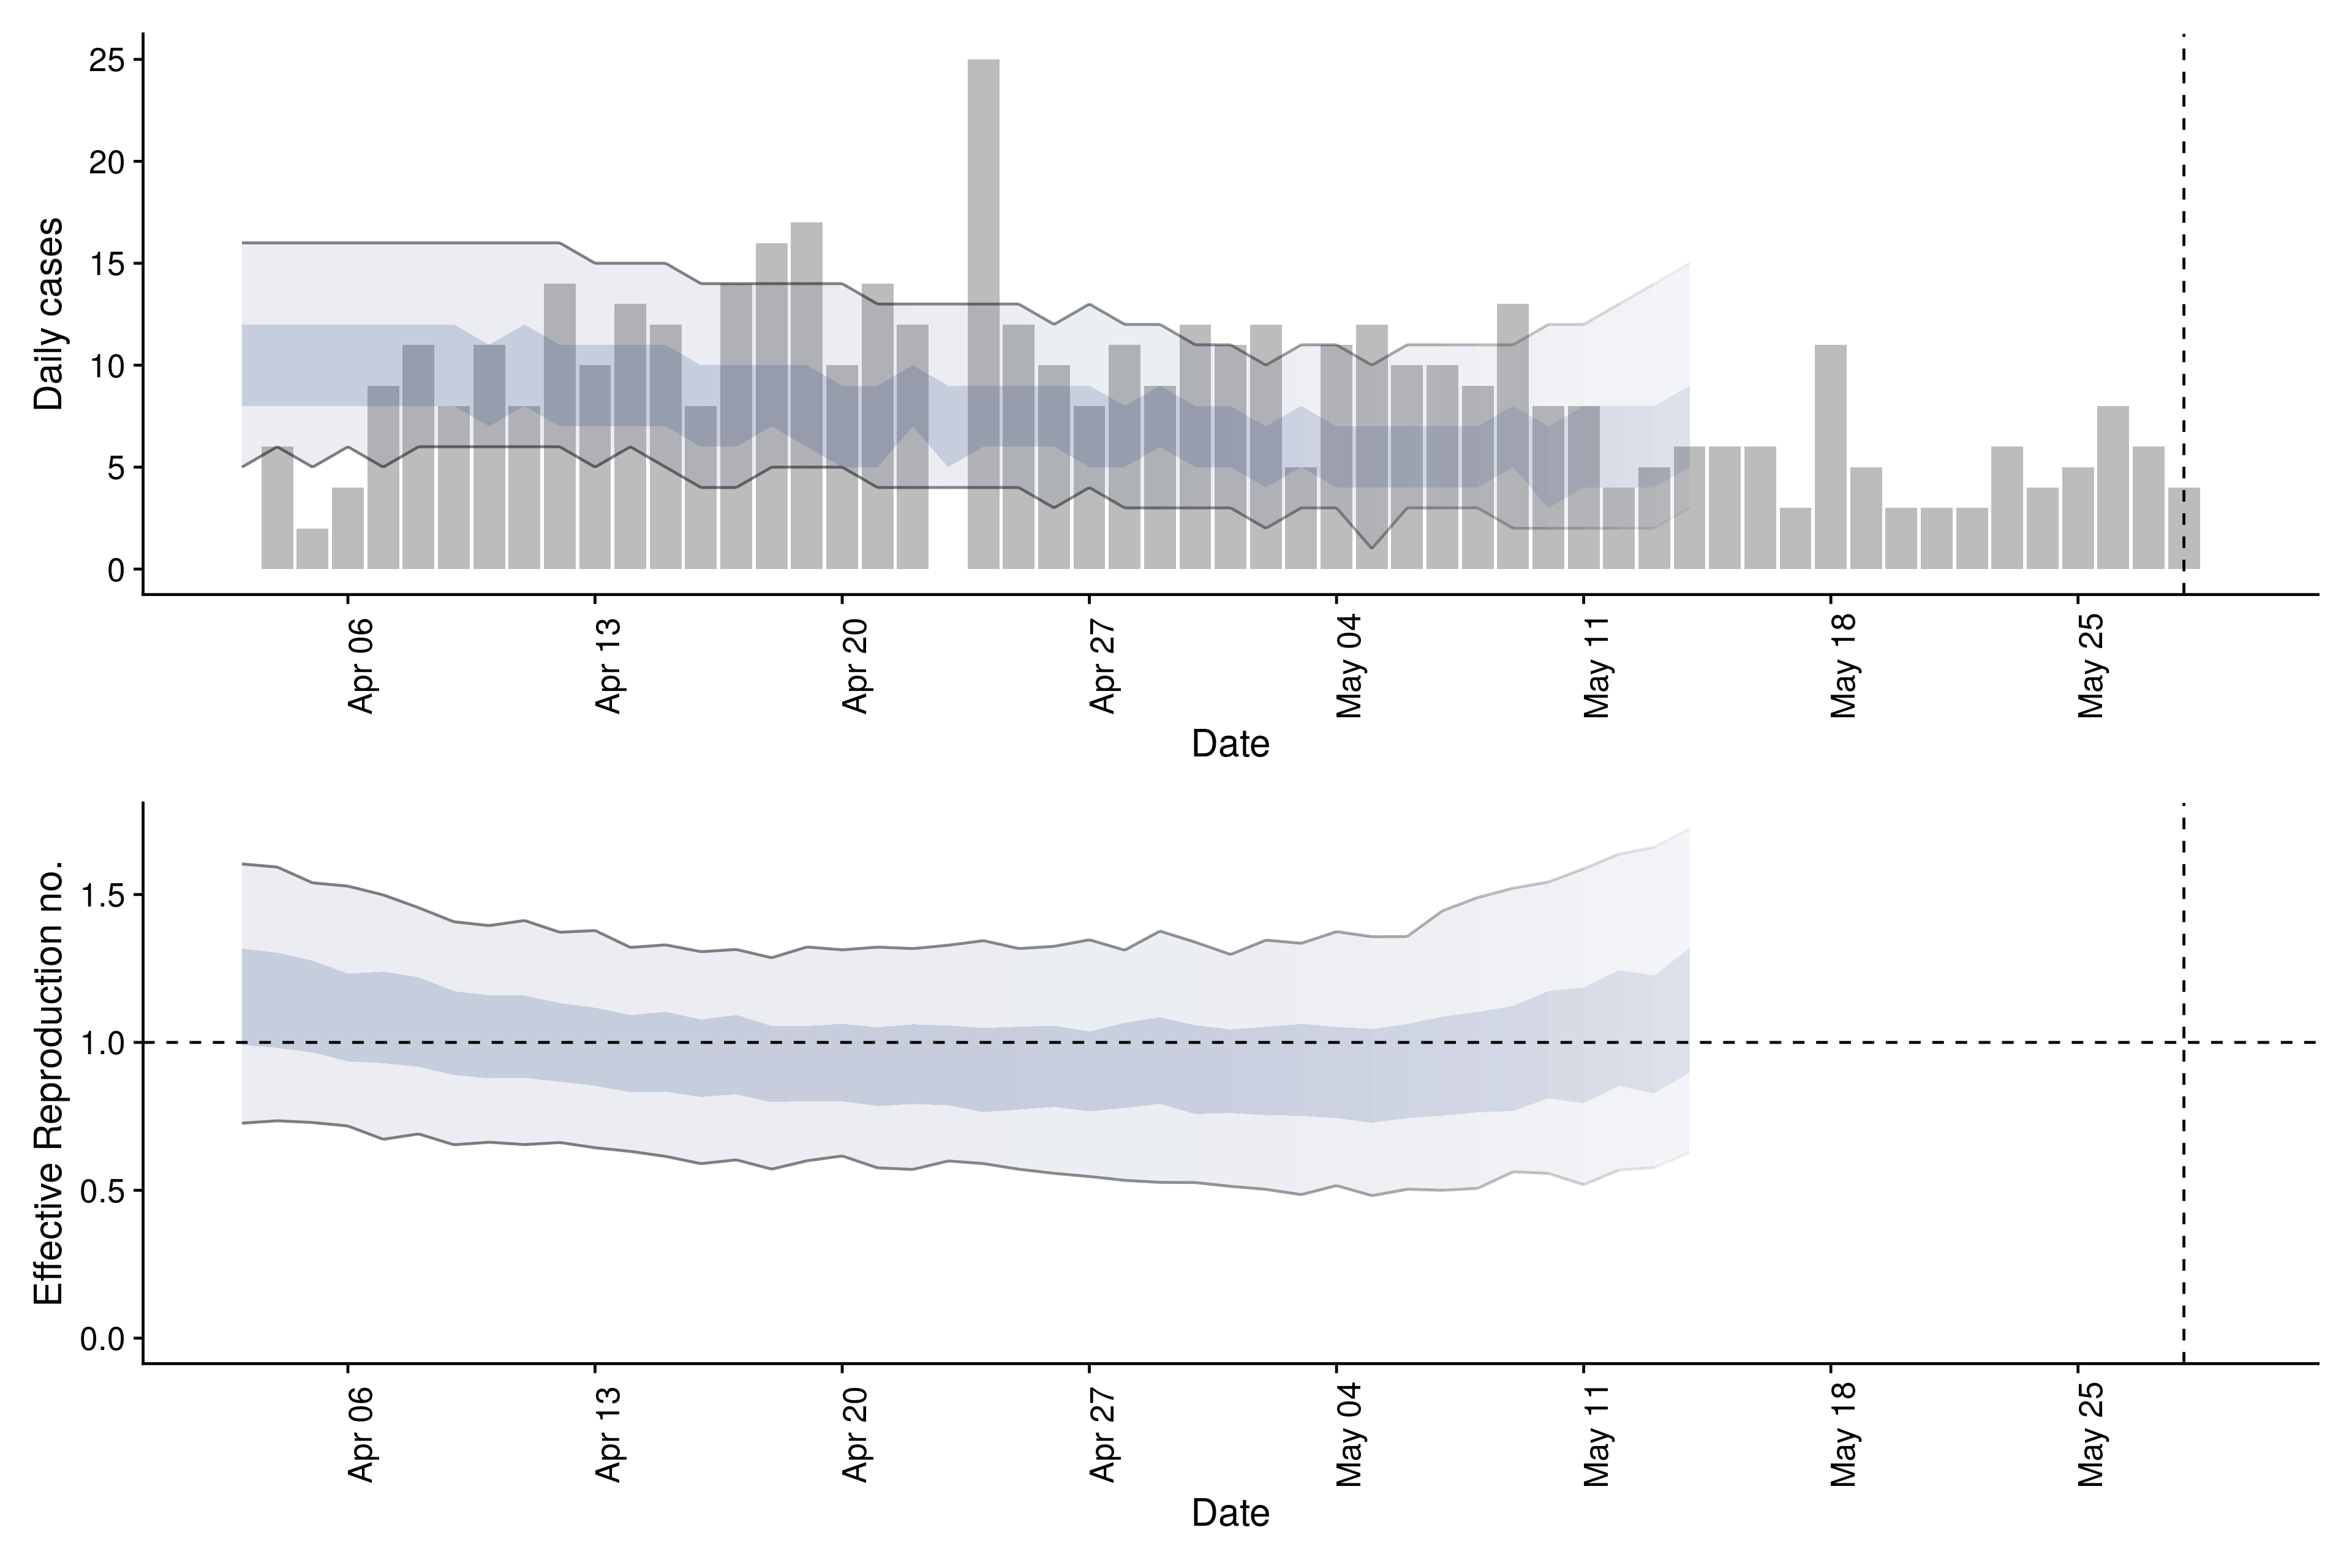 Daily cases
25
20
15
10
5
0
Apr 06
Apr 13
Apr 20
Apr 27
May 04
May 11
May 18
May 25
Date
Effective Reproduction no.
1.5
1.0
0.5
0.0
Apr 06
Apr 13
Apr 20
Apr 27
May 04
May 11
May 18
May 25
Date